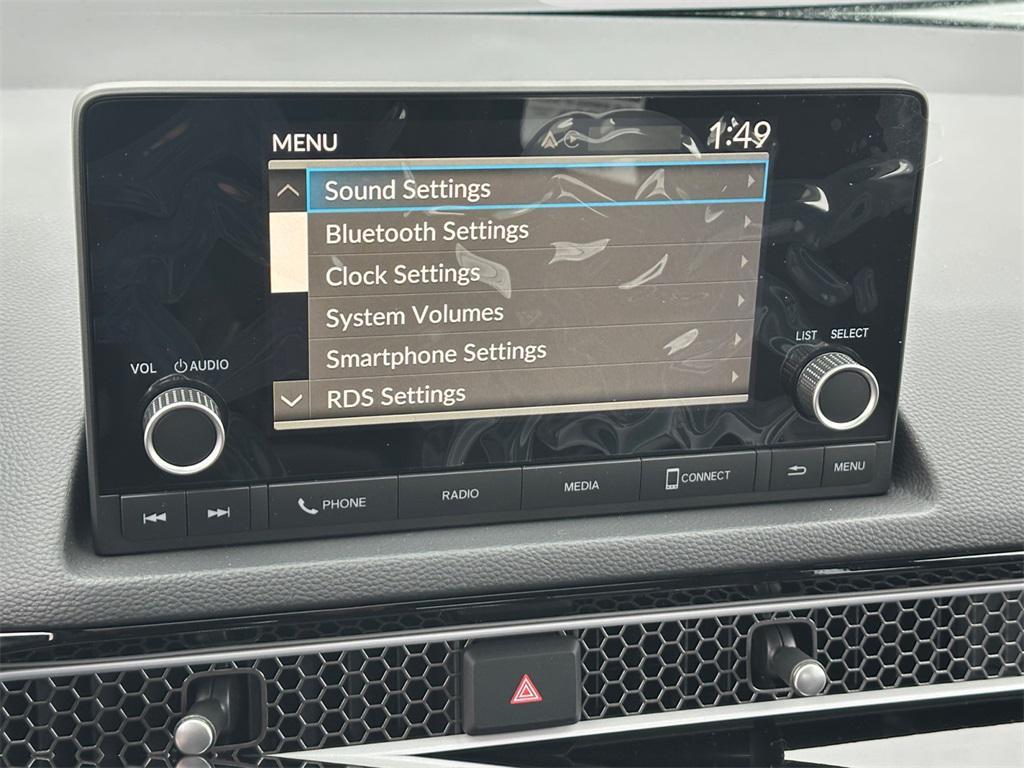 MENU 1:49
Sound Settings
Bluetooth Settings
Clock Settings
System Volumes
Smartphone Settings
RDS Settings
VOL AUDIO
LIST SELECT
PHONE RADIO MEDIA CONNECT MENU